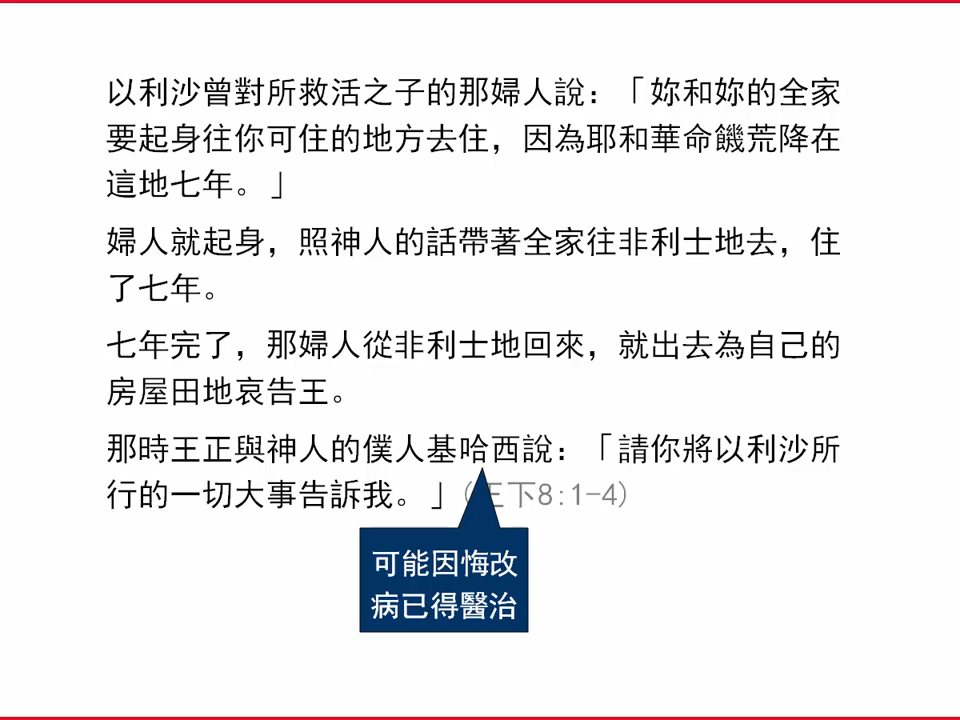 以利沙曾對所救活之子的那婦人說：「妳和妳的全家
要起身往你可住的地方去住，因為耶和華命饑荒降在
這地七年。」
婦人就起身，照神人的話帶著全家往非利士地去，住
了七年。
七年完了，那婦人從非利士地回來，就出去為自己的
房屋田地哀告王。
那時王正與神人的僕人基哈西說：「請你將以利沙所
行的一切大事告訴我。」(王下8:1-4)
可能因悔改
病已得醫治